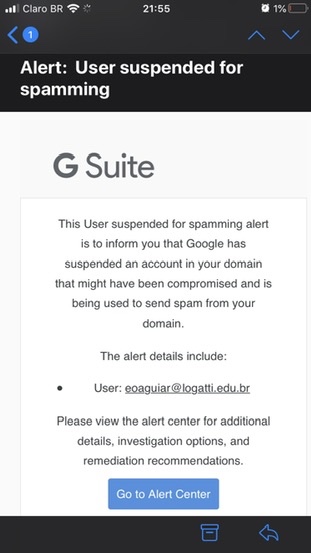 Claro BR 21:55 1%
1
Alert: User suspended for
spamming
G Suite
This User suspended for spamming alert
is to inform you that Google has
suspended an account in your domain
that might have been compromised and is
being used to send spam from your
domain.
The alert details include:
• User: eoaguiar@logatti.edu.br
Please view the alert center for additional
details, investigation options, and
remediation recommendations.
Go to Alert Center